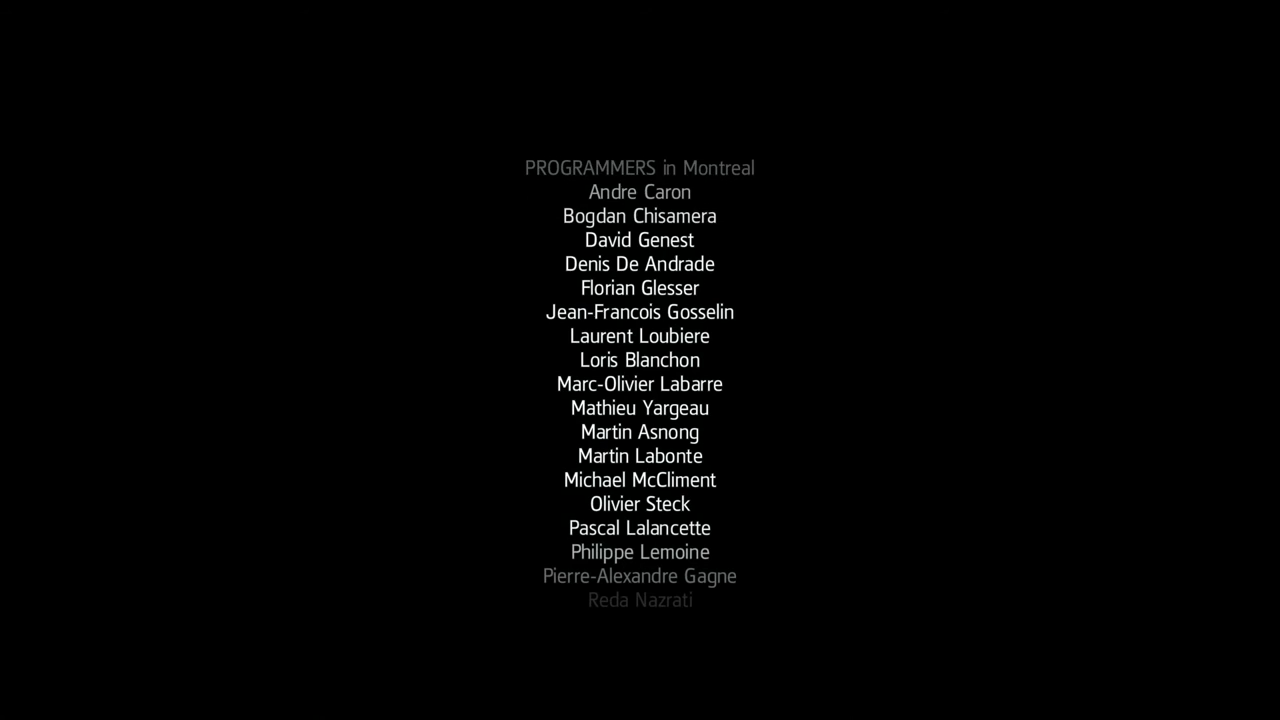 PROGRAMMERS in Montreal
Andre Caron
Bogdan Chisamera
David Genest
Denis De Andrade
Florian Glesser
Jean-Francois Gosselin
Laurent Loubiere
Loris Blanchon
Marc-Olivier Labarre
Mathieu Yargeau
Martin Asnong
Martin Labonte
Michael McCliment
Olivier Steck
Pascal Lalancette
Philippe Lemoine
Pierre-Alexandre Gagne
Reda Nazrati